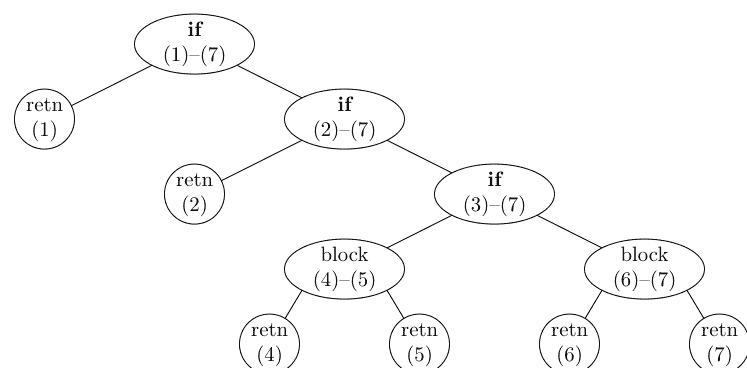 if
(1)–(7)
retn
(1)
if
(2)–(7)
retn
(2)
if
(3)–(7)
block
(4)–(5)
block
(6)–(7)
retn
(4)
retn
(5)
retn
(6)
retn
(7)